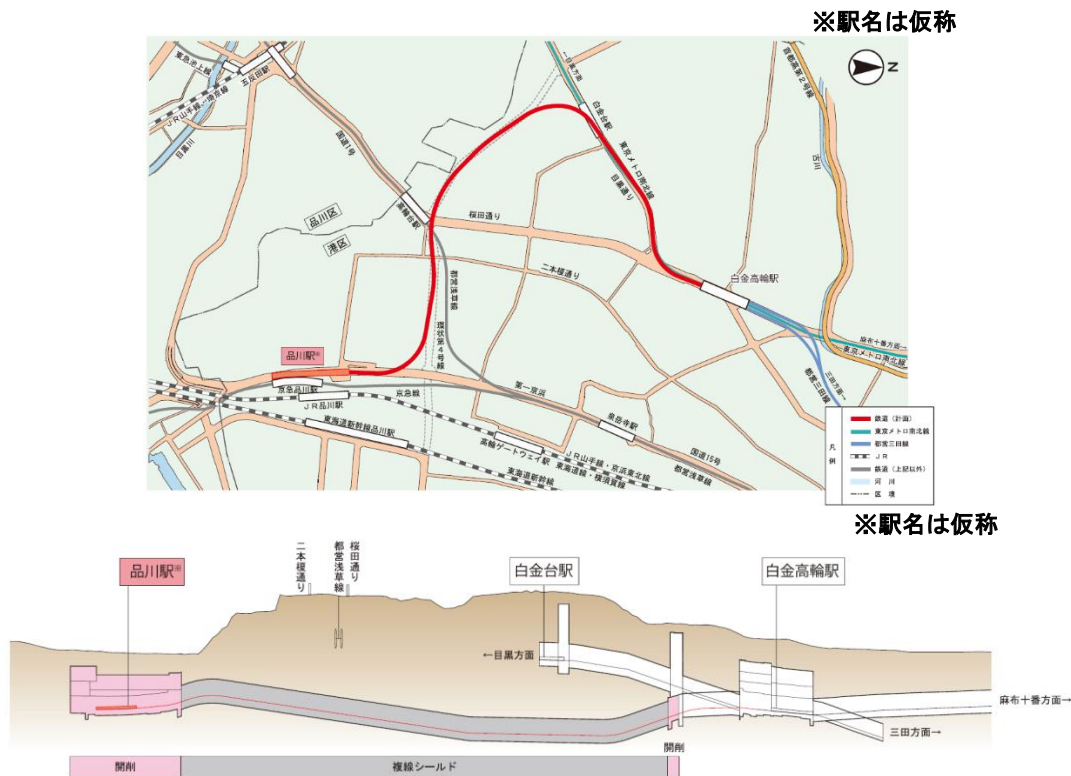 ※駅名は仮称
東急池上線
五反田駅
JR山手線・埼京線
目黒川
国道1号
←目黒方面
白金台駅
東京メトロ南北線
目黒通り
首都高第2号線
古川
N
品川区
港区
高輪台駅
桜田通り
二本榎通り
都営浅草線
環状第4号線
白金高輪駅
麻布十番方面→
東京メトロ南北線
三田方面→
都営三田線
品川駅※
京急品川駅
JR品川駅
京急線
東海道新幹線品川駅
第一京浜
泉岳寺駅
高輪ゲートウェイ駅
JR山手線・京浜東北線
東海道線・横須賀線
東海道新幹線
国道15号
都営浅草線
凡例
鉄道(計画)
東京メトロ南北線
都営三田線
JR
鉄道(上記以外)
河川
区境
※駅名は仮称
品川駅※
二本榎通り
都営浅草線
桜田通り
白金台駅
白金高輪駅
←目黒方面
麻布十番方面→
三田方面→
開削
開削
複線シールド